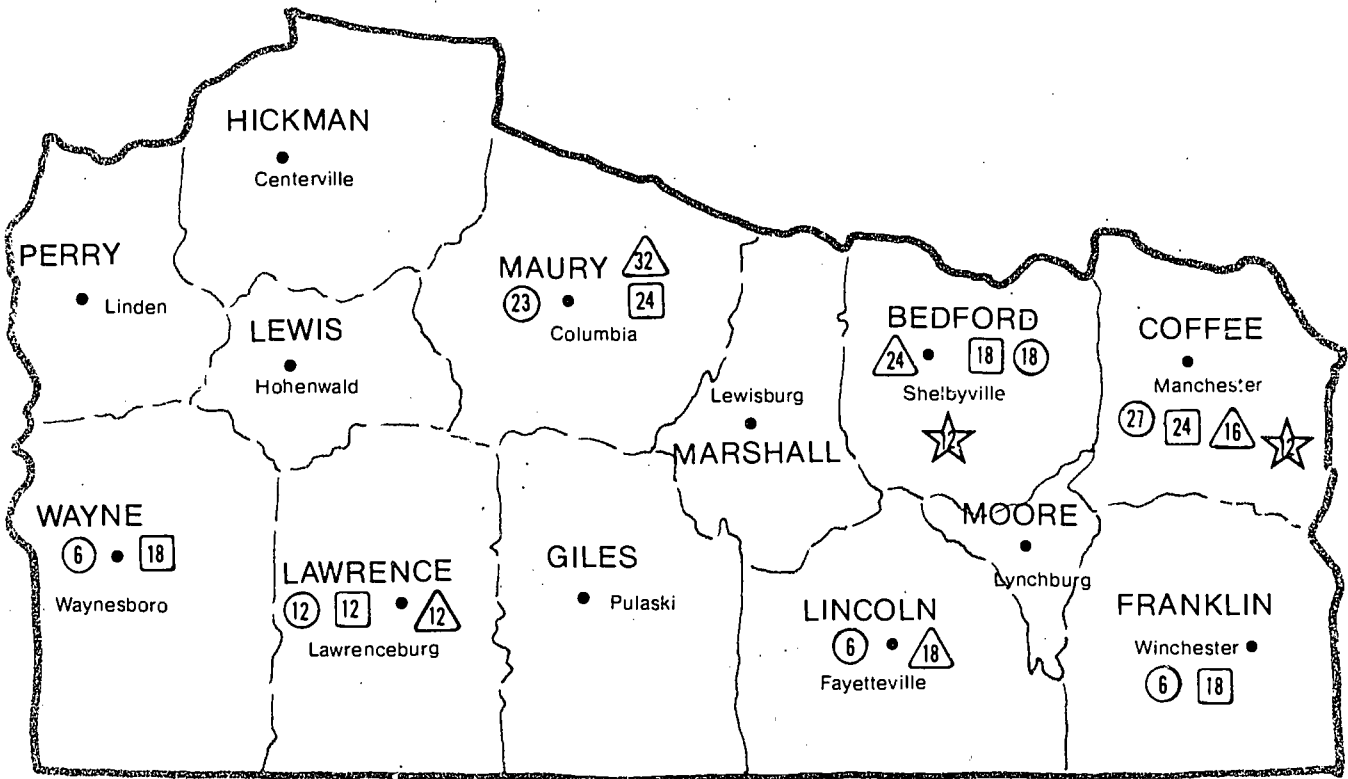 HICKMAN
Centerville
PERRY
Linden
MAURY 32
23 24
Columbia
LEWIS
Hohenwald
BEDFORD
24 18 18
Shelbyville
12
COFFEE
Manchester
27 24 16 12
Lewisburg
MARSHALL
WAYNE
6 18
Waynesboro
LAWRENCE
12 12 12
Lawrenceburg
GILES
Pulaski
MOORE
Lynchburg
LINCOLN
6 18
Fayetteville
FRANKLIN
Winchester
6 18